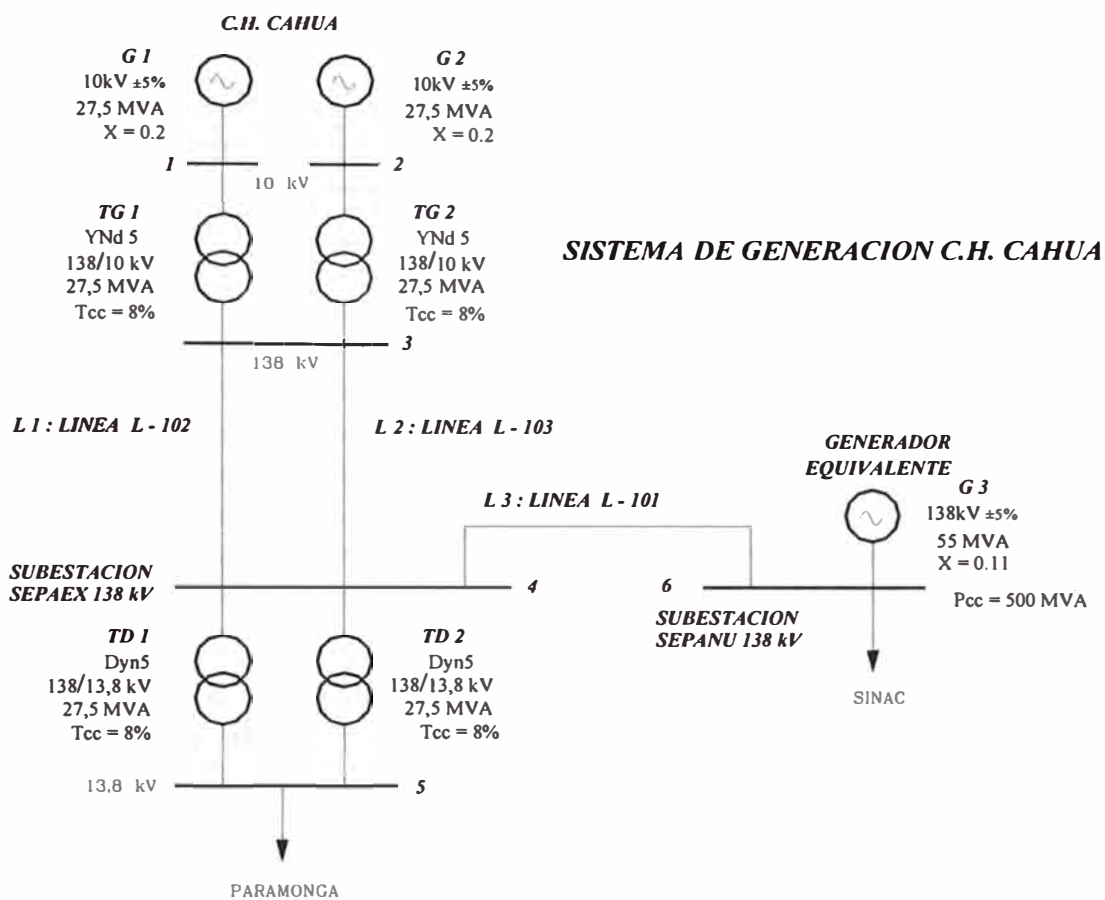 C.H. CAHUA
G 1
10kV ±5%
27,5 MVA
X = 0.2
G 2
10kV ±5%
27,5 MVA
X = 0.2
1
2
10 kV
TG 1
YNd 5
138/10 kV
27,5 MVA
Tcc = 8%
TG 2
YNd 5
138/10 kV
27,5 MVA
Tcc = 8%
SISTEMA DE GENERACION C.H. CAHUA
3
138 kV
L 1 : LINEA L - 102
L 2 : LINEA L - 103
GENERADOR
EQUIVALENTE
G 3
138kV ±5%
55 MVA
X = 0.11
Pcc = 500 MVA
L 3 : LINEA L - 101
SUBESTACION
SEPAEX 138 kV
4
6
SUBESTACION
SEPANU 138 kV
SINAC
TD 1
Dyn5
138/13,8 kV
27,5 MVA
Tcc = 8%
TD 2
Dyn5
138/13,8 kV
27,5 MVA
Tcc = 8%
13,8 kV
5
PARAMONGA